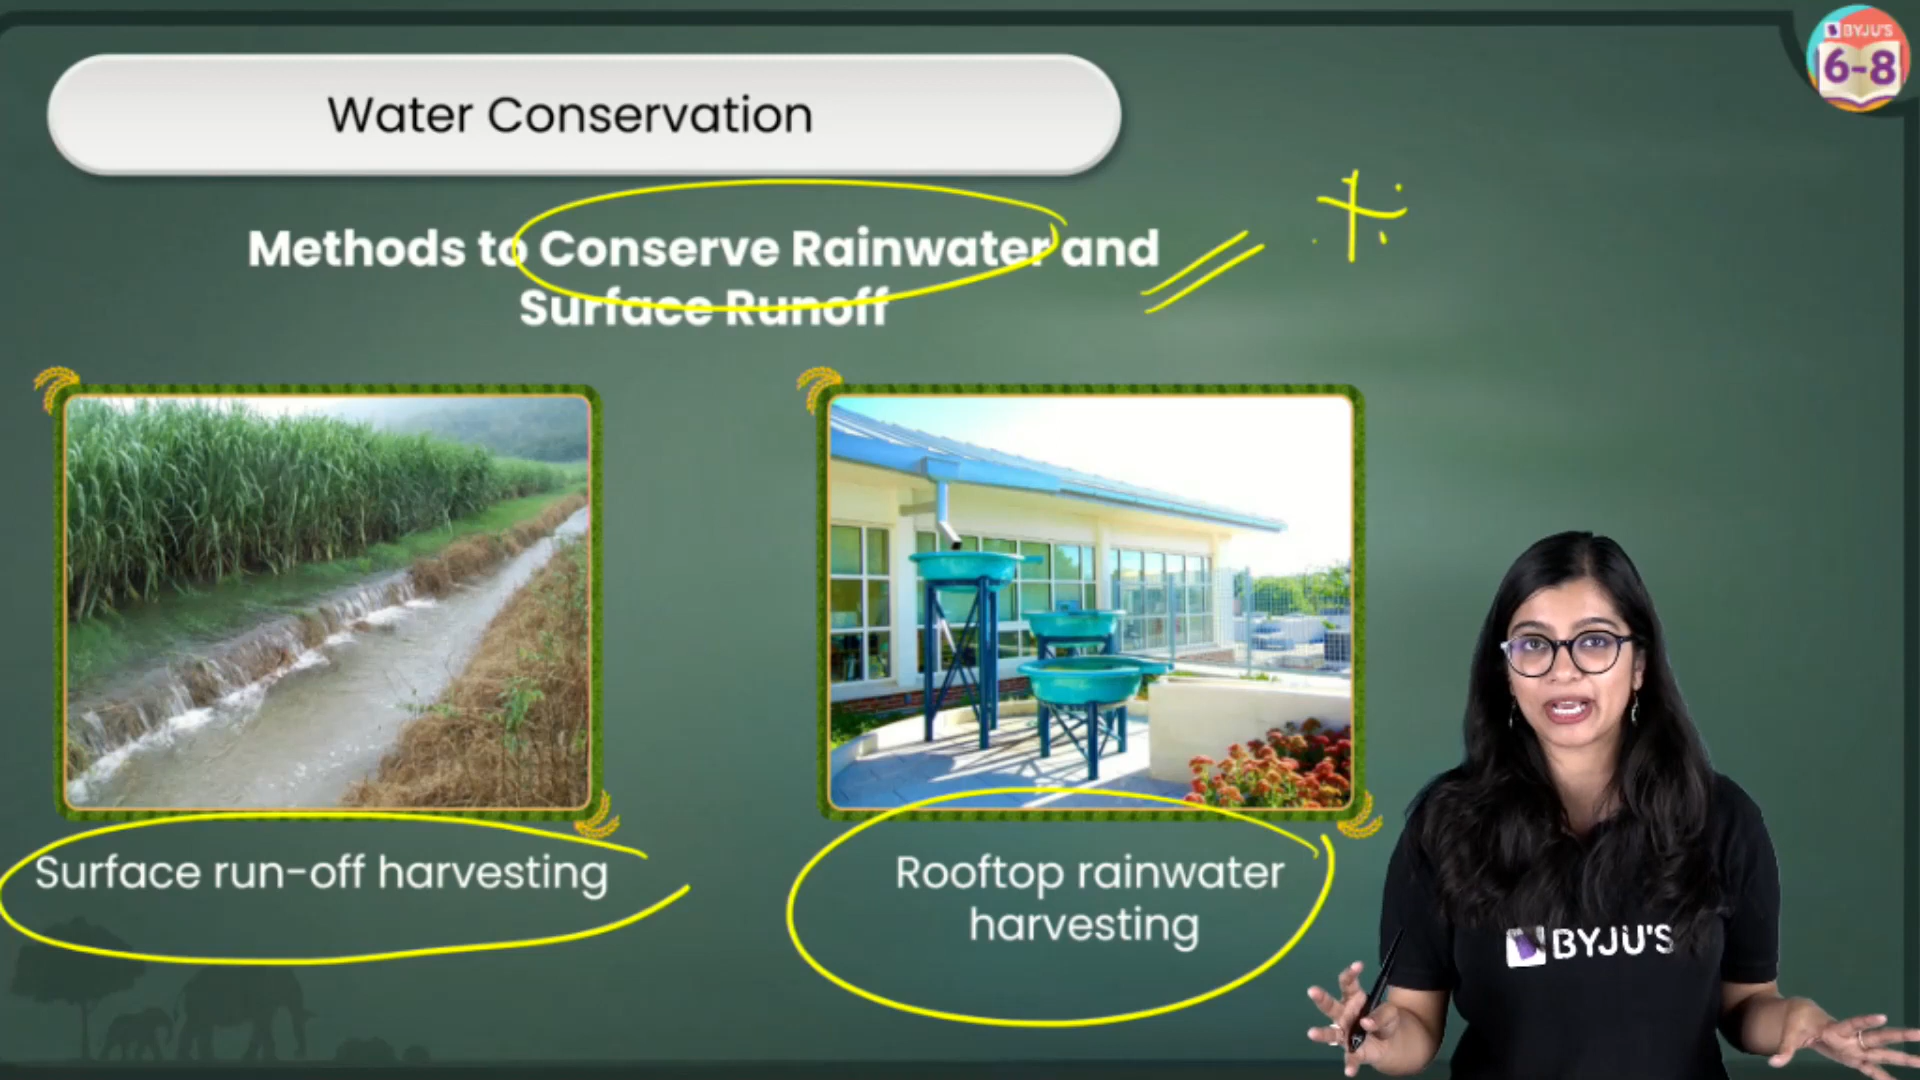 BYJU'S
6-8
Water Conservation
Methods to Conserve Rainwater and
Surface Runoff
Surface run-off harvesting
Rooftop rainwater
harvesting
BYJU'S